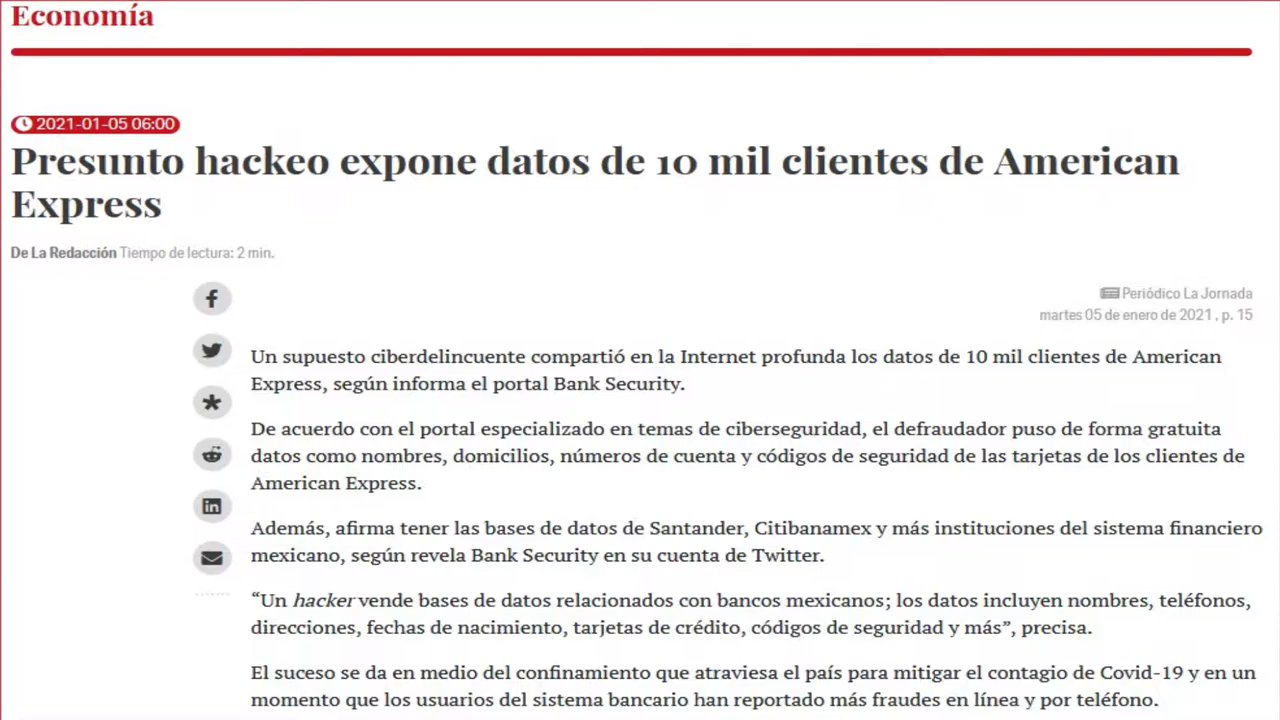 Economía
2021-01-05 06:00
Presunto hackeo expone datos de 10 mil clientes de American
Express
De La Redacción Tiempo de lectura: 2 min.
Periódico La Jornada
martes 05 de enero de 2021 , p. 15
Un supuesto ciberdelincuente compartió en la Internet profunda los datos de 10 mil clientes de American
Express, según informa el portal Bank Security.
De acuerdo con el portal especializado en temas de ciberseguridad, el defraudador puso de forma gratuita
datos como nombres, domicilios, números de cuenta y códigos de seguridad de las tarjetas de los clientes de
American Express.
Además, afirma tener las bases de datos de Santander, Citibanamex y más instituciones del sistema financiero
mexicano, según revela Bank Security en su cuenta de Twitter.
“Un hacker vende bases de datos relacionados con bancos mexicanos; los datos incluyen nombres, teléfonos,
direcciones, fechas de nacimiento, tarjetas de crédito, códigos de seguridad y más”, precisa.
El suceso se da en medio del confinamiento que atraviesa el país para mitigar el contagio de Covid-19 y en un
momento que los usuarios del sistema bancario han reportado más fraudes en línea y por teléfono.